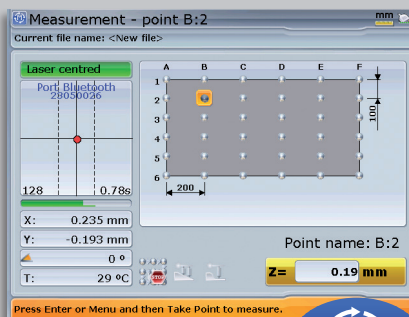 Measurement - point B:2
mm
Current file name: <New file>
Laser centred
Port Bluetooth
28050026
128 0.78s
X: 0.235 mm
Y: -0.193 mm
0 º
T: 29 ºC
A B C D E F
1
2
3
4
5
6
100
200
STOP
Point name: B:2
Z= 0.19 mm
Press Enter or Menu and then Take Point to measure.